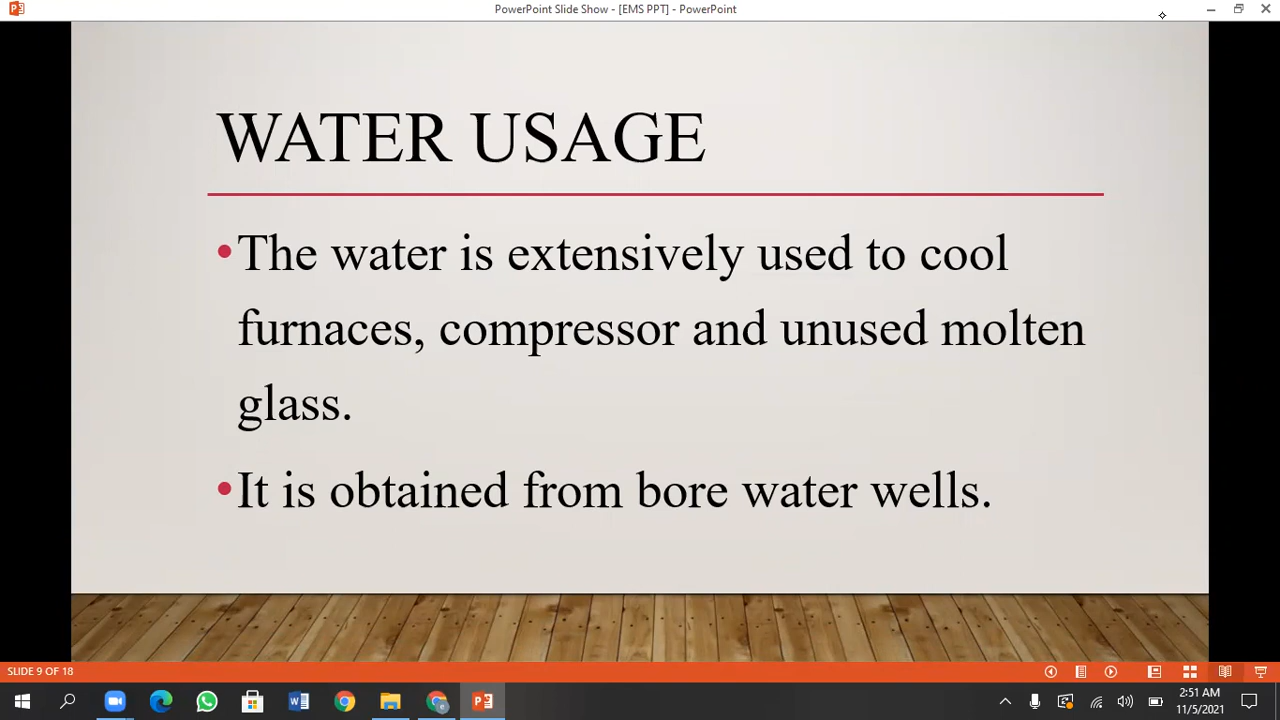 PowerPoint Slide Show - [EMS PPT] - PowerPoint
WATER USAGE
•The water is extensively used to cool
furnaces, compressor and unused molten
glass.
•It is obtained from bore water wells.
SLIDE 9 OF 18
2:51 AM
11/5/2021